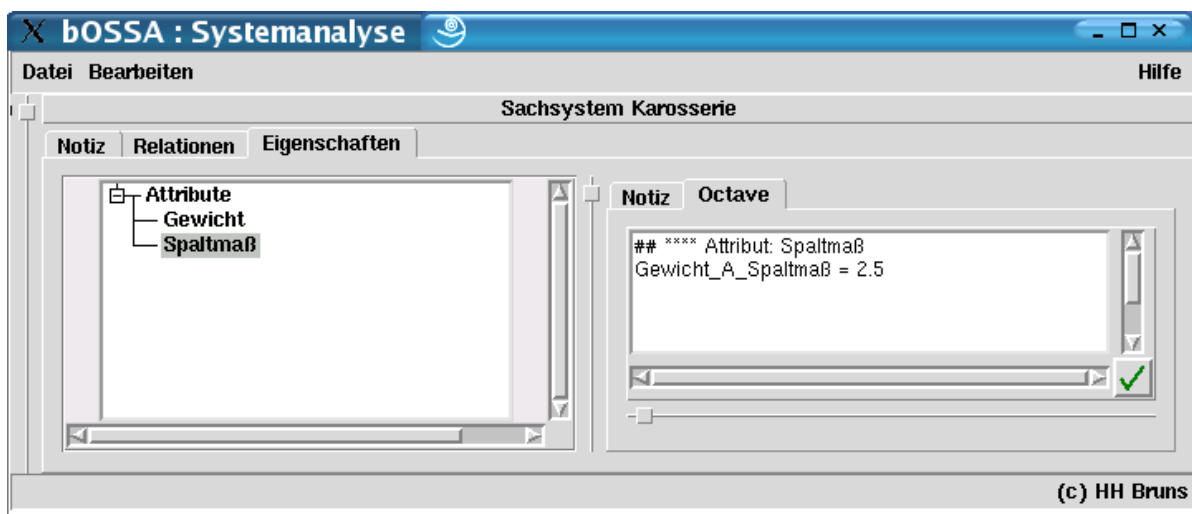 bOSSA : Systemanalyse
Datei Bearbeiten Hilfe
Sachsystem Karosserie
Notiz Relationen Eigenschaften
Attribute
Gewicht
Spaltmaß
Notiz Octave
## **** Attribut: Spaltmaß
Gewicht_A_Spaltmaß = 2.5
(c) HH Bruns